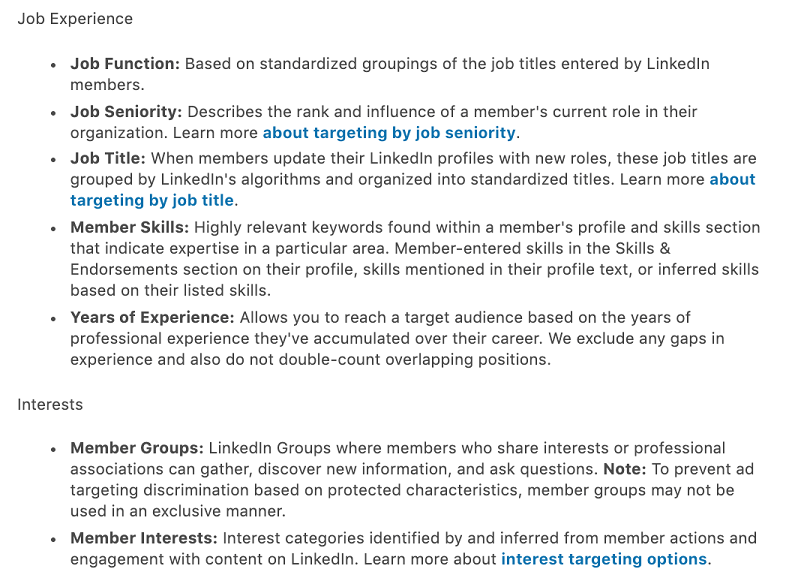 Job Experience
• Job Function: Based on standardized groupings of the job titles entered by LinkedIn
members.
• Job Seniority: Describes the rank and influence of a member's current role in their
organization. Learn more about targeting by job seniority.
• Job Title: When members update their LinkedIn profiles with new roles, these job titles are
grouped by LinkedIn's algorithms and organized into standardized titles. Learn more about
targeting by job title.
• Member Skills: Highly relevant keywords found within a member's profile and skills section
that indicate expertise in a particular area. Member-entered skills in the Skills &
Endorsements section on their profile, skills mentioned in their profile text, or inferred skills
based on their listed skills.
• Years of Experience: Allows you to reach a target audience based on the years of
professional experience they've accumulated over their career. We exclude any gaps in
experience and also do not double-count overlapping positions.
Interests
• Member Groups: LinkedIn Groups where members who share interests or professional
associations can gather, discover new information, and ask questions. Note: To prevent ad
targeting discrimination based on protected characteristics, member groups may not be
used in an exclusive manner.
• Member Interests: Interest categories identified by and inferred from member actions and
engagement with content on LinkedIn. Learn more about interest targeting options.